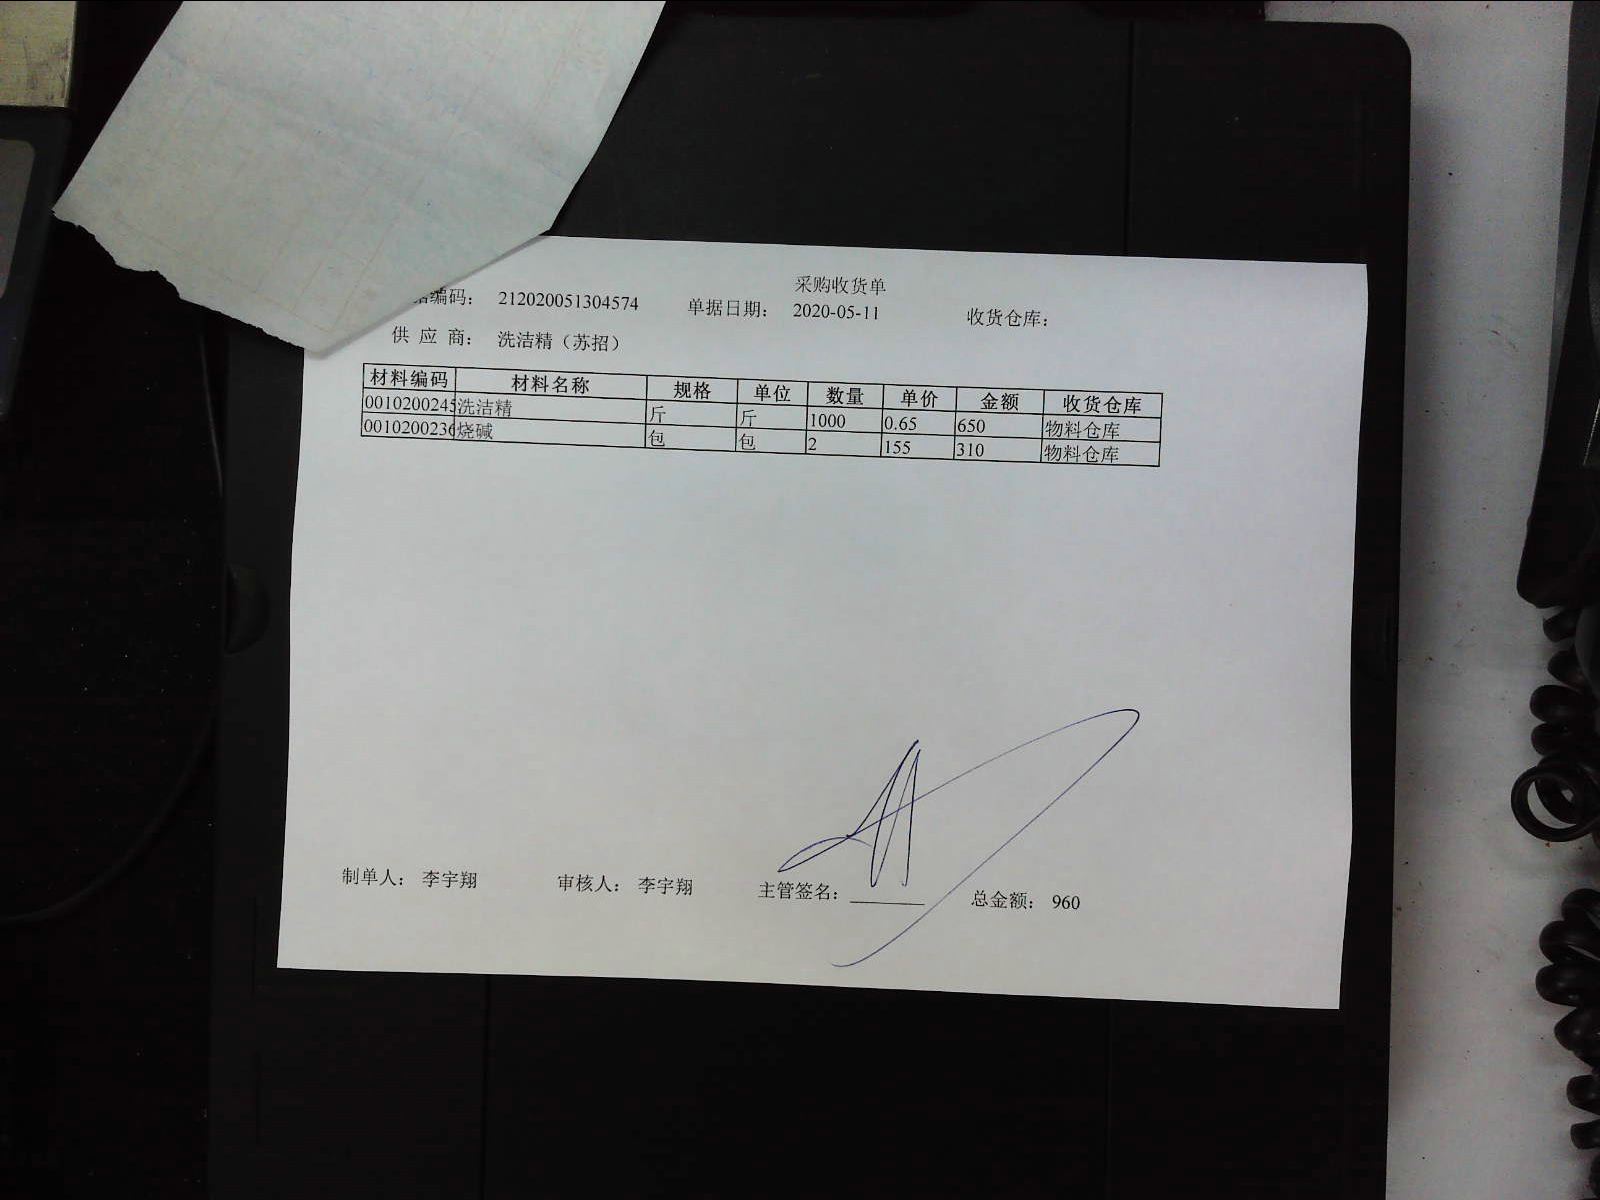 采购收货单
编码： 212020051304574 单据日期： 2020-05-11 收货仓库：
供 应 商： 洗洁精（苏招）
材料编码 材料名称 规格 单位 数量 单价 金额 收货仓库
0010200245 洗洁精 斤 斤 1000 0.65 650 物料仓库
0010200236 烧碱 包 包 2 155 310 物料仓库
制单人： 李宇翔 审核人： 李宇翔 主管签名： 总金额： 960